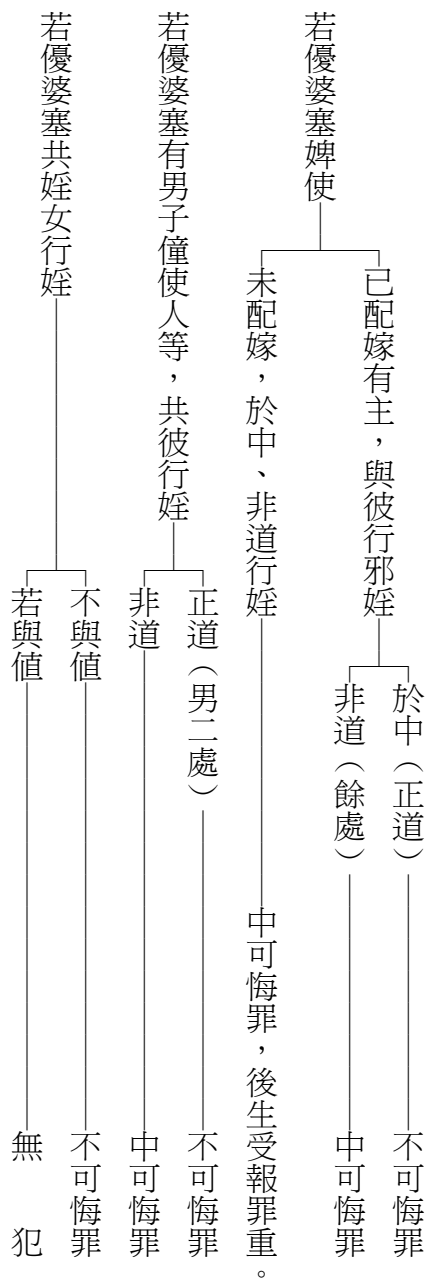 若優婆塞婢使
已配嫁有主，與彼行邪婬
於中（正道）
不可悔罪
非道（餘處）
中可悔罪
未配嫁，於中、非道行婬
中可悔罪，後生受報罪重。
若優婆塞有男子僮使人等，共彼行婬
正道（男二處）
不可悔罪
非道
中可悔罪
若優婆塞共婬女行婬
不與值
不可悔罪
若與值
無犯